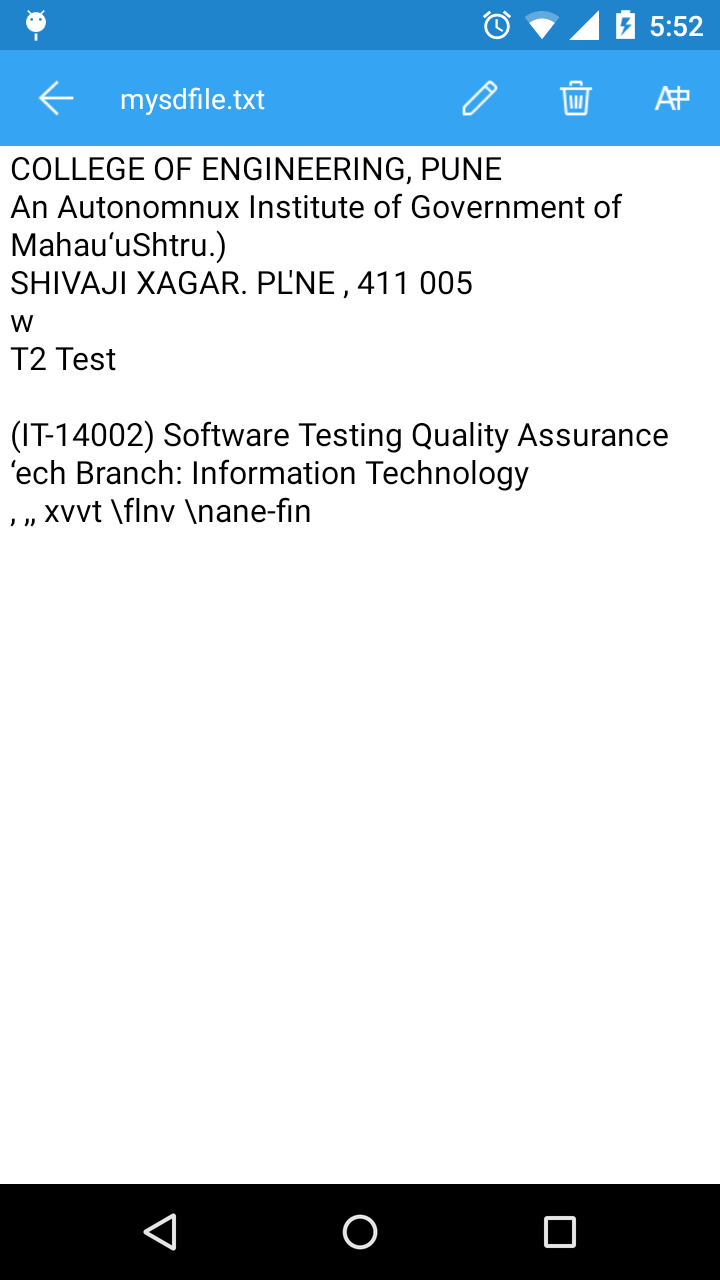 5:52
mysdfile.txt
COLLEGE OF ENGINEERING, PUNE
An Autonomnux Institute of Government of
Mahau‘uShtru.)
SHIVAJI XAGAR. PL'NE , 411 005
w
T2 Test
(IT-14002) Software Testing Quality Assurance
‘ech Branch: Information Technology
, ,, xvvt \flnv \nane-fin